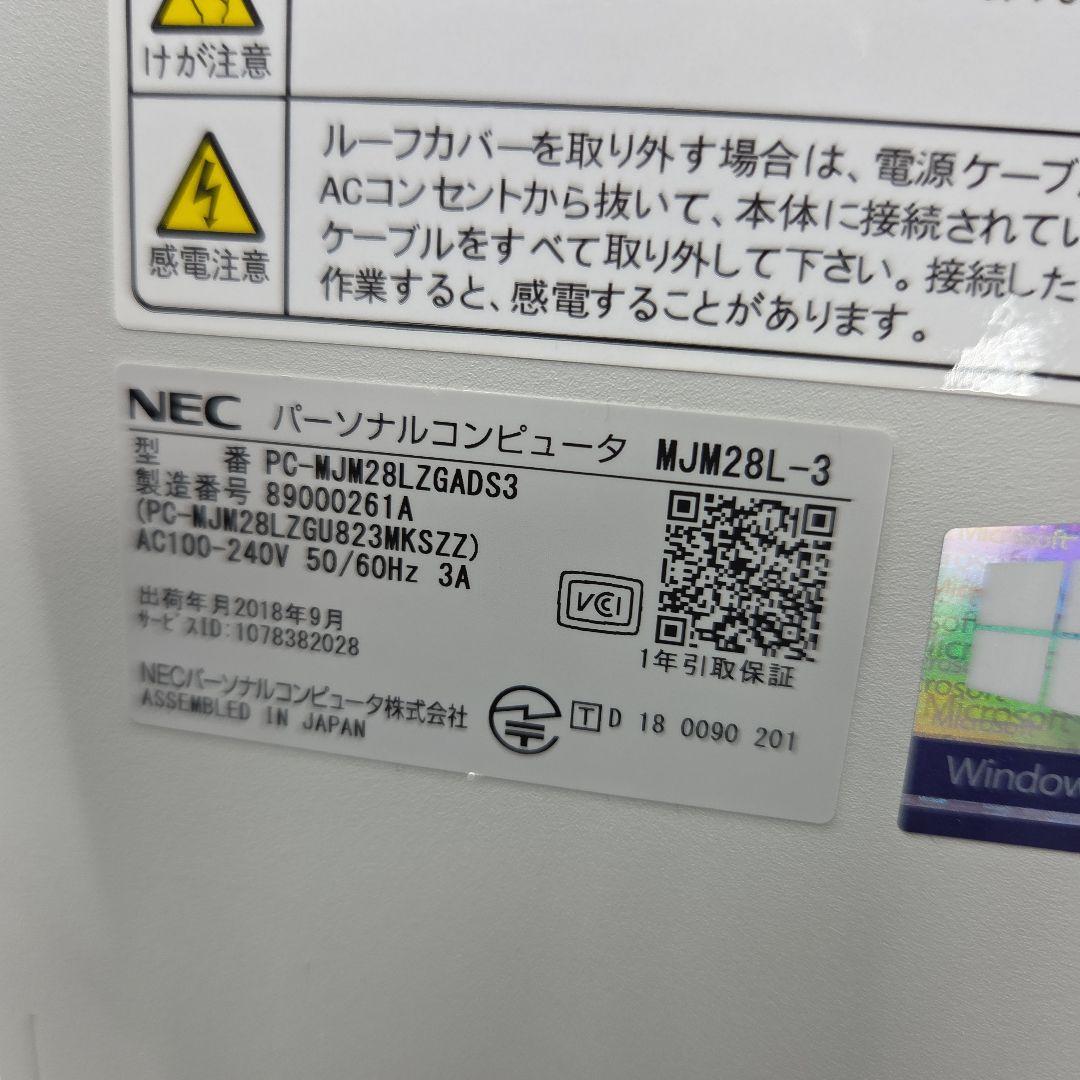 けが注意
感電注意
ルーフカバーを取り外す場合は、電源ケーブ
ACコンセントから抜いて、本体に接続されてい
ケーブルをすべて取り外して下さい。接続した
作業すると、感電することがあります。
NEC パーソナルコンピュータ MJM28L-3
型 番 PC-MJM28LZGADS3
製造番号 89000261A
(PC-MJM28LZGU823MKSZZ)
AC100-240V 50/60Hz 3A
出荷年月2018年9月
サービスID:1078382028
VCCI
1年引取保証
NECパーソナルコンピュータ株式会社
ASSEMBLED IN JAPAN
T D 18 0090 201
Microsoft
Microsoft
Window